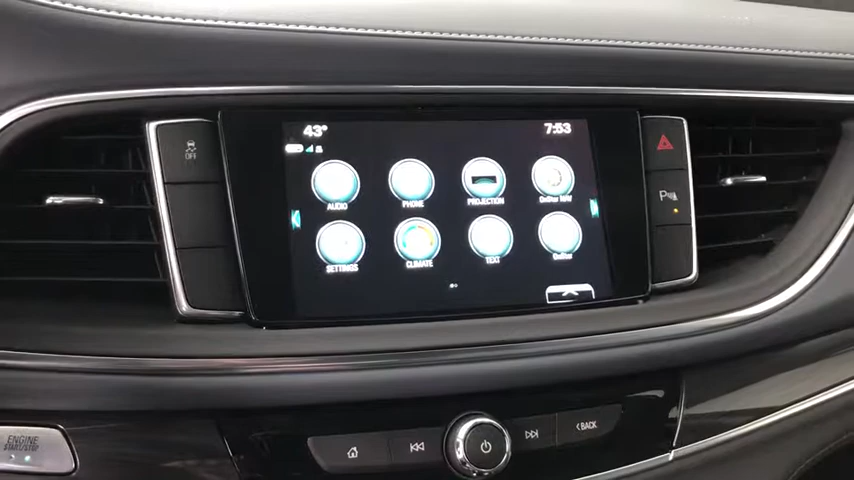 43°
7:53
AUDIO
PHONE
PROJECTION
OnStar NAV
SETTINGS
CLIMATE
TEXT
OnStar
OFF
P
ENGINE
START/STOP
BACK